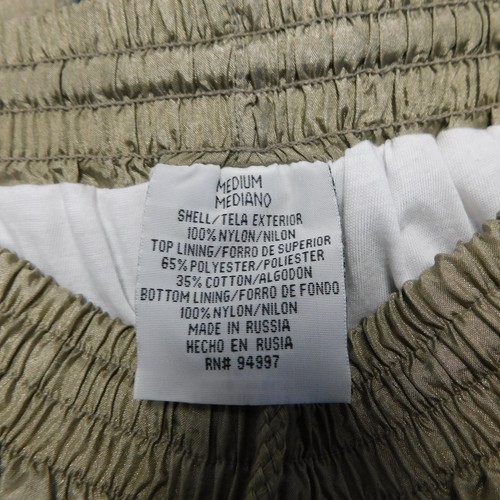 MEDIUM
MEDIANO
SHELL/TELA EXTERIOR
100% NYLON/NILON
TOP LINING/FORRO DE SUPERIOR
65% POLYESTER/POLIESTER
35% COTTON/ALGODON
BOTTOM LINING/FORRO DE FONDO
100% NYLON/NILON
MADE IN RUSSIA
HECHO EN RUSIA
RN# 94997